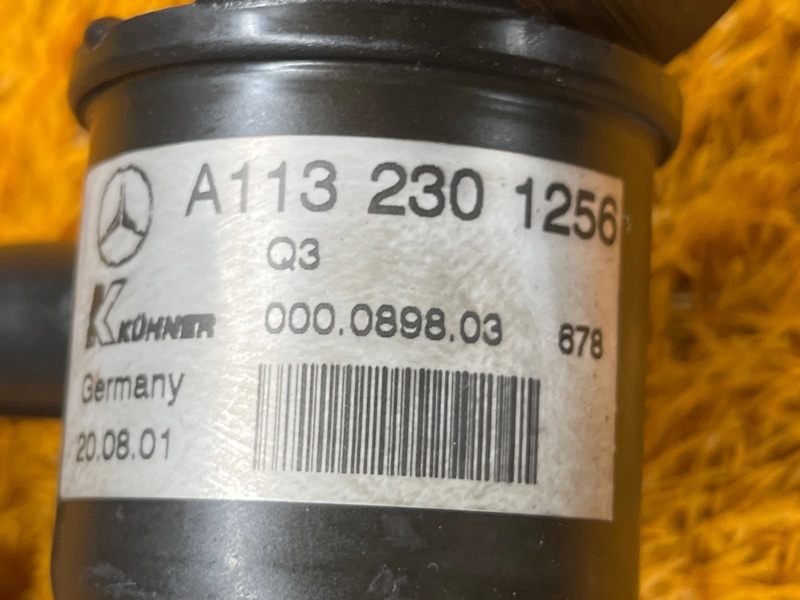 A113 230 1256
Q3
KÜHNER 000.0898.03 678
Germany
20.08.01